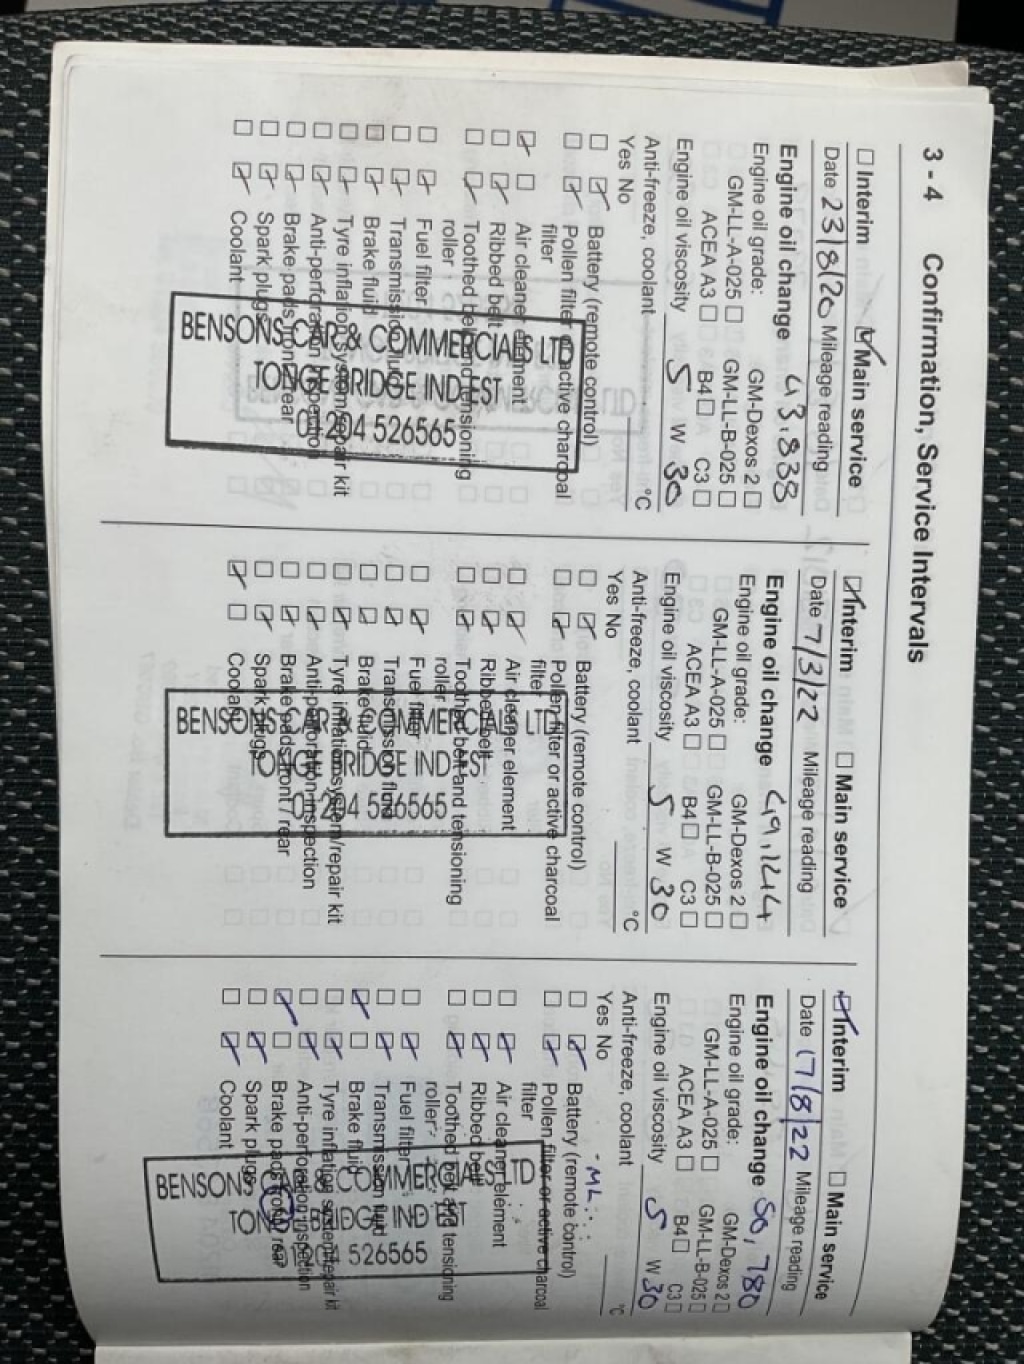 3 - 4 Confirmation, Service Intervals
☐ Interim ☑ Main service
Date 23/8/20 Mileage reading
Engine oil change 43,838
Engine oil grade: GM-Dexos 2 ☐
GM-LL-A-025 ☐ GM-LL-B-025 ☐
ACEA A3 ☐ B4 ☐ C3 ☐
Engine oil viscosity 5 W 30
Anti-freeze, coolant °C
Yes No
☐ ☑ Battery (remote control)
☐ ☑ Pollen filter or active charcoal
filter
☑ ☐ Air cleaner element
☐ ☑ Ribbed belt
☐ ☑ Toothed belt and tensioning
roller
☐ ☑ Fuel filter
☐ ☑ Transmission fluid
☐ ☑ Brake fluid
☐ ☑ Tyre inflation system/repair kit
☐ ☑ Anti-perforation inspection
☐ ☑ Brake pads front / rear
☐ ☑ Spark plugs
☐ ☑ Coolant
BENSONS CAR & COMMERCIALS LTD
TONGE BRIDGE IND EST
01204 526565
☑ Interim ☐ Main service
Date 7/3/22 Mileage reading
Engine oil change 49,244
Engine oil grade: GM-Dexos 2 ☐
GM-LL-A-025 ☐ GM-LL-B-025 ☐
ACEA A3 ☐ B4 ☐ C3 ☐
Engine oil viscosity 5 W 30
Anti-freeze, coolant °C
Yes No
☐ ☑ Battery (remote control)
☐ ☑ Pollen filter or active charcoal
filter
☐ ☑ Air cleaner element
☐ ☑ Ribbed belt
☐ ☑ Toothed belt and tensioning
roller
☐ ☑ Fuel filter
☐ ☑ Transmission fluid
☐ ☑ Brake fluid
☐ ☑ Tyre inflation system/repair kit
☐ ☑ Anti-perforation inspection
☐ ☑ Brake pads front / rear
☐ ☑ Spark plugs
☑ ☐ Coolant
BENSONS CAR & COMMERCIALS LTD
TONGE BRIDGE IND EST
01204 526565
☑ Interim ☐ Main service
Date 17/8/22 Mileage reading
Engine oil change 50,780
Engine oil grade: GM-Dexos 2 ☐
GM-LL-A-025 ☐ GM-LL-B-025 ☐
ACEA A3 ☐ B4 ☐ C3 ☐
Engine oil viscosity 5 W 30
Anti-freeze, coolant - ML °C
Yes No
☐ ☑ Battery (remote control)
☐ ☑ Pollen filter or active charcoal
filter
☐ ☑ Air cleaner element
☐ ☑ Ribbed belt
☐ ☑ Toothed belt and tensioning
roller
☐ ☑ Fuel filter
☐ ☑ Transmission fluid
☑ ☐ Brake fluid
☐ ☑ Tyre inflation system/repair kit
☐ ☑ Anti-perforation inspection
☑ ☐ Brake pads front / rear
☐ ☑ Spark plugs
☐ ☑ Coolant
BENSONS CAR & COMMERCIALS LTD
TONGE BRIDGE IND EST
01204 526565